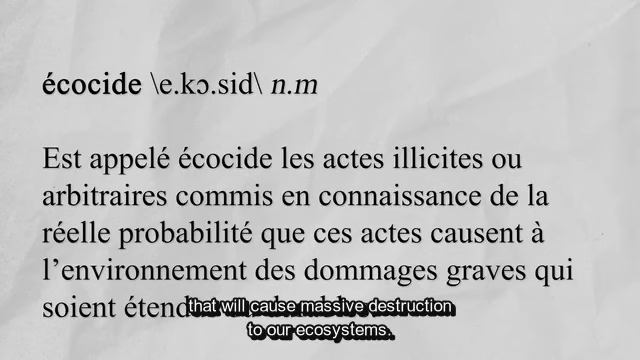 écocide \e.kɔ.sid\ n.m
Est appelé écocide les actes illicites ou
arbitraires commis en connaissance de la
réelle probabilité que ces actes causent à
l’environnement des dommages graves qui
soient
that will cause massive destruction
to our ecosystems.